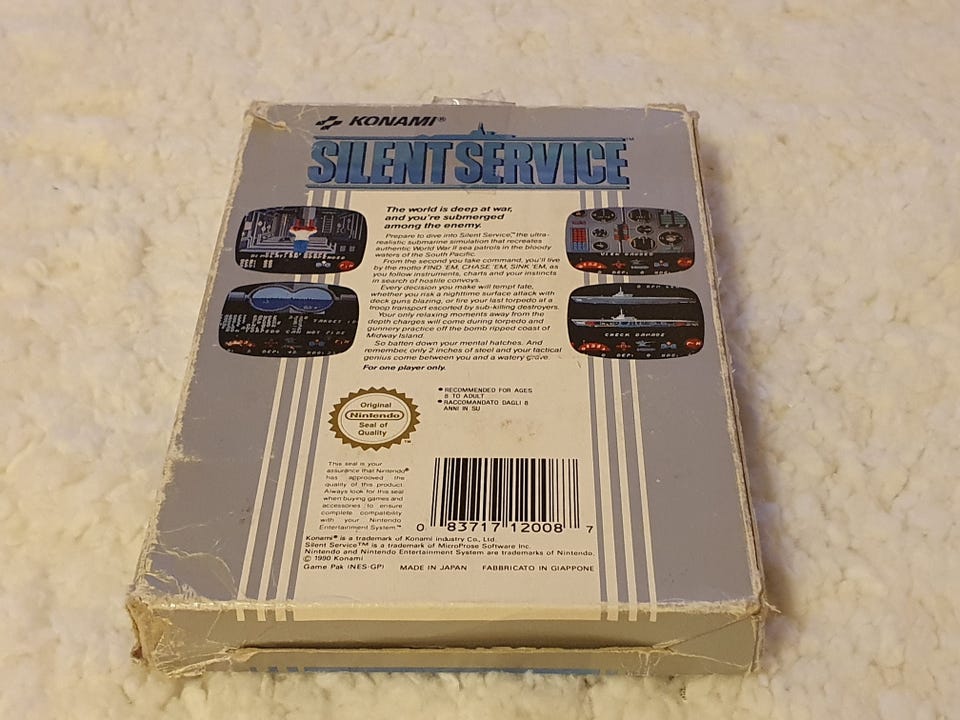 KONAMI®
SILENT SERVICE™
The world is deep at war,
and you're submerged
among the enemy.
Prepare to dive into Silent Service,™ the ultra-
realistic submarine simulation that recreates
authentic World War II sea patrols in the bloody
waters of the South Pacific.
From the second you take command, you'll live
by the motto FIND 'EM, CHASE 'EM, SINK 'EM, as
you follow instruments, charts and your instincts
in search of hostile convoys.
Every decision you make will tempt fate,
whether you risk a nightime surface attack with
deck guns blazing, or fire your last torpedo at a
troop transport escorted by sub-killing destroyers.
Your only relaxing moments away from the
depth charges will come during torpedo and
gunnery practice off the bomb ripped coast of
Midway Island.
So batten down your mental hatches. And
remember only 2 inches of steel and your tactical
genius come between you and a watery grave.
For one player only.
CHECK DAMAGE
Original
Nintendo
Seal of
Quality
™
• RECOMMENDED FOR AGES
8 TO ADULT
• RACCOMANDATO DAGLI 8
ANNI IN SU
This seal is your
assurance that Nintendo®
has approved the
quality of this product.
Always look for this seal
when buying games and
accessories to ensure
complete compatibility
with your Nintendo
Entertainment System™
0 83717 12008 7
Konami® is a trademark of Konami Industry Co., Ltd.
Silent Service™ is a trademark of MicroProse Software Inc.
Nintendo and Nintendo Entertainment System are trademarks of Nintendo.
© 1990 Konami
Game Pak (NES-GP) MADE IN JAPAN FABBRICATO IN GIAPPONE